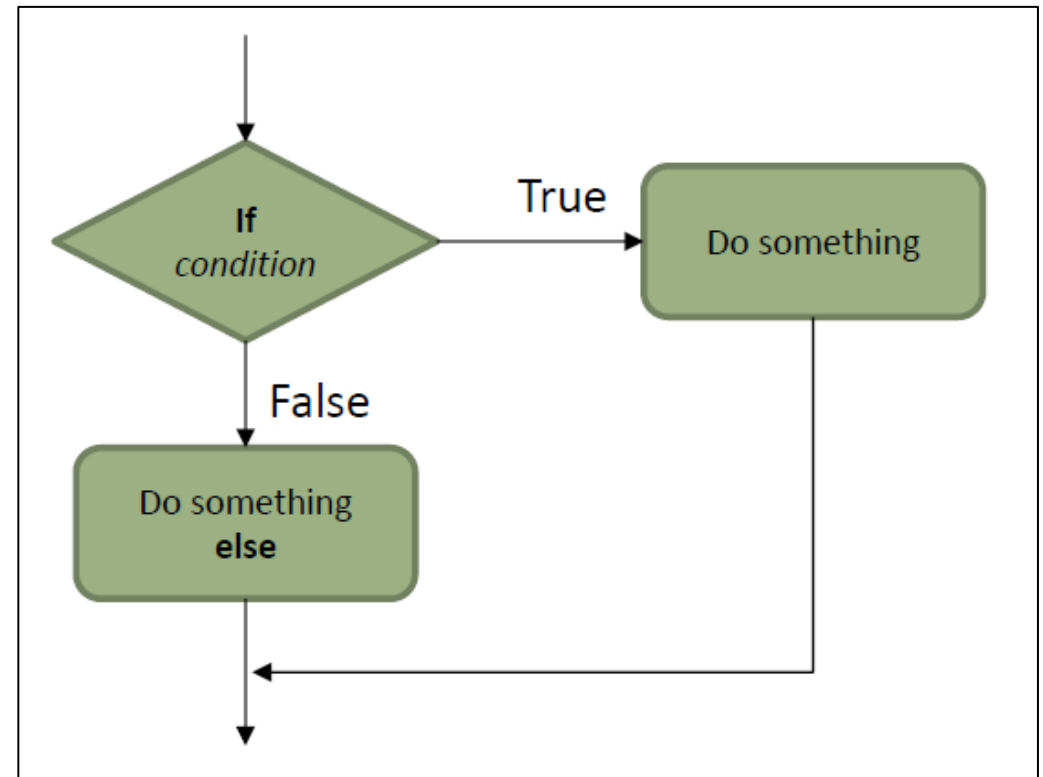 If
condition
True
Do something
False
Do something
else